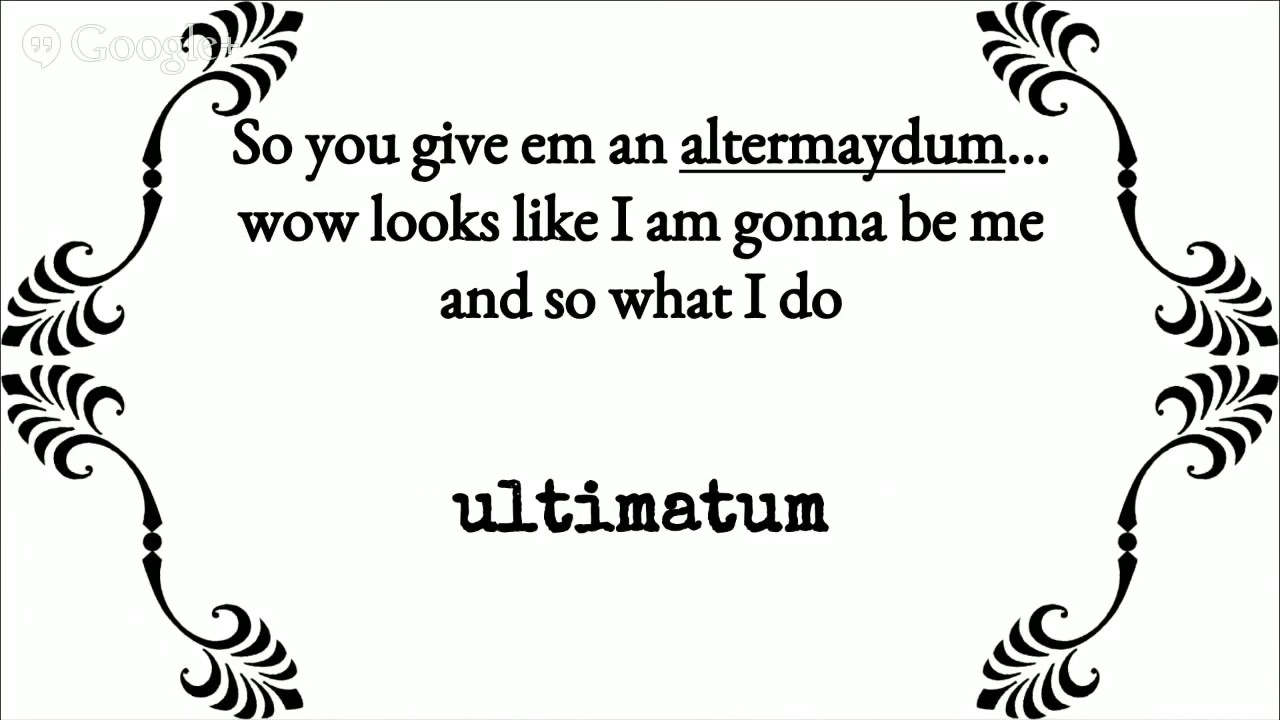 Google+
So you give em an altermaydum...
wow looks like I am gonna be me
and so what I do
ultimatum